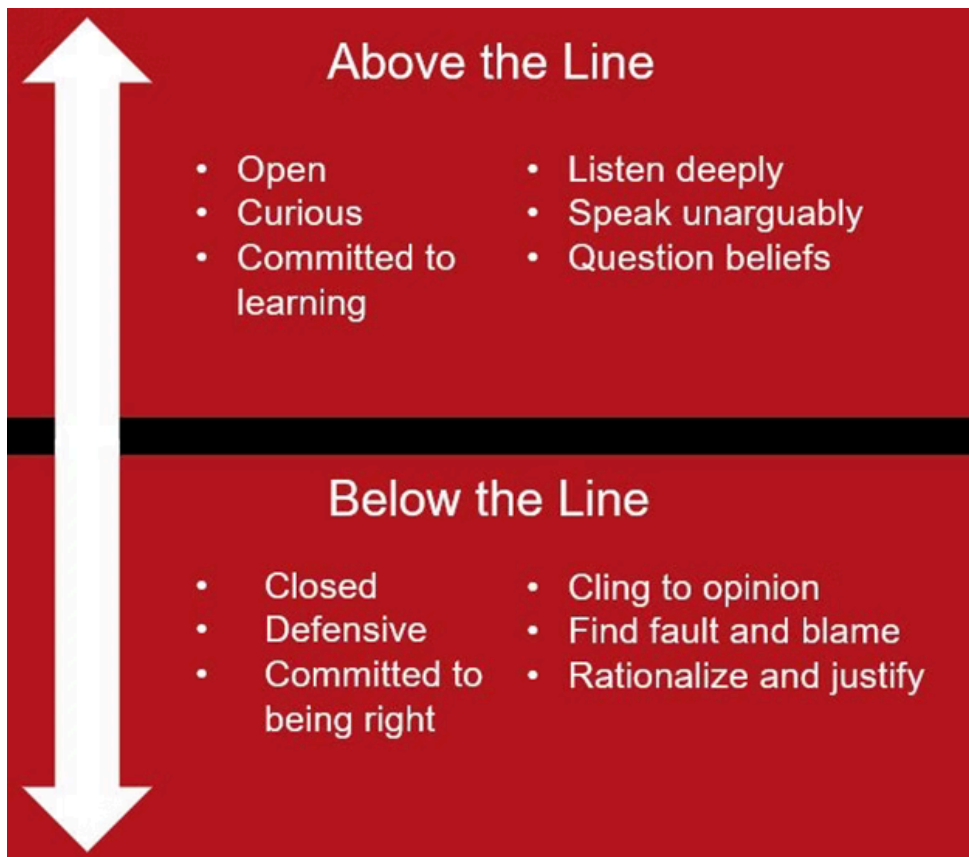 Above the Line
• Open
• Curious
• Committed to
learning
• Listen deeply
• Speak unarguably
• Question beliefs
Below the Line
• Closed
• Defensive
• Committed to
being right
• Cling to opinion
• Find fault and blame
• Rationalize and justify